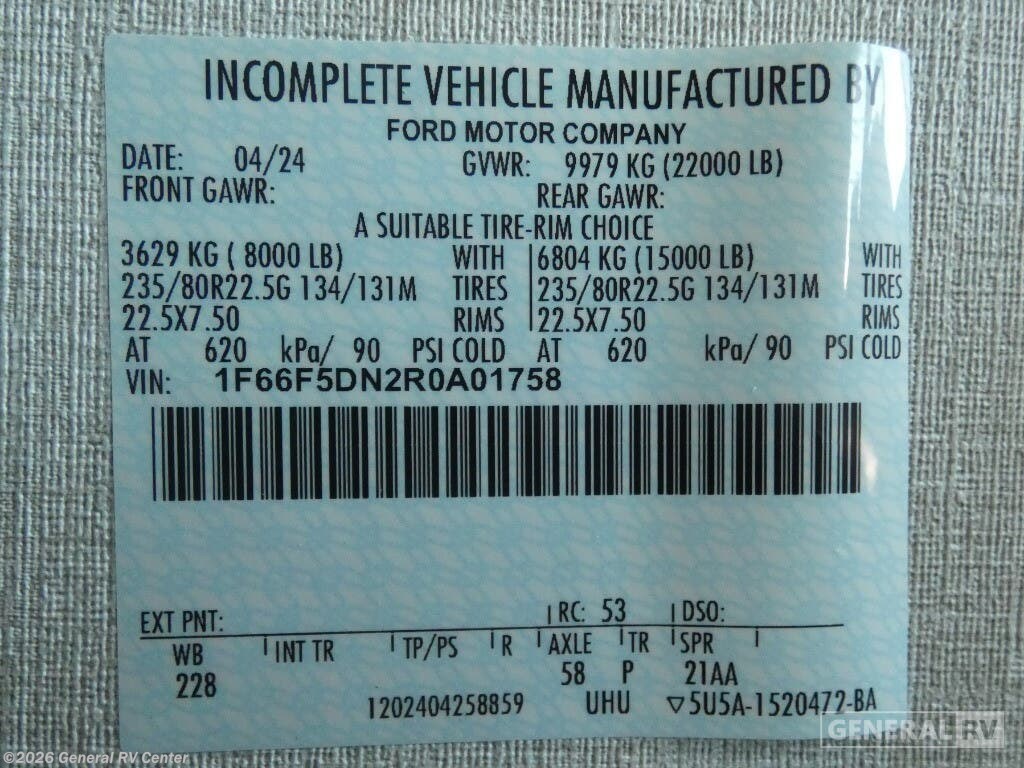 INCOMPLETE VEHICLE MANUFACTURED BY
FORD MOTOR COMPANY
DATE: 04/24 GVWR: 9979 KG (22000 LB)
FRONT GAWR: REAR GAWR:
A SUITABLE TIRE-RIM CHOICE
3629 KG ( 8000 LB) WITH 6804 KG (15000 LB) WITH
235/80R22.5G 134/131M TIRES 235/80R22.5G 134/131M TIRES
22.5X7.50 RIMS 22.5X7.50 RIMS
AT 620 kPa/ 90 PSI COLD AT 620 kPa/ 90 PSI COLD
VIN: 1F66F5DN2R0A01758
EXT PNT: RC: 53 DSO:
WB INT TR TP/PS R AXLE TR SPR
228 58 P 21AA
1202404258859 UHU ▽5U5A-1520472-BA
GENERAL RV
©2026 General RV Center